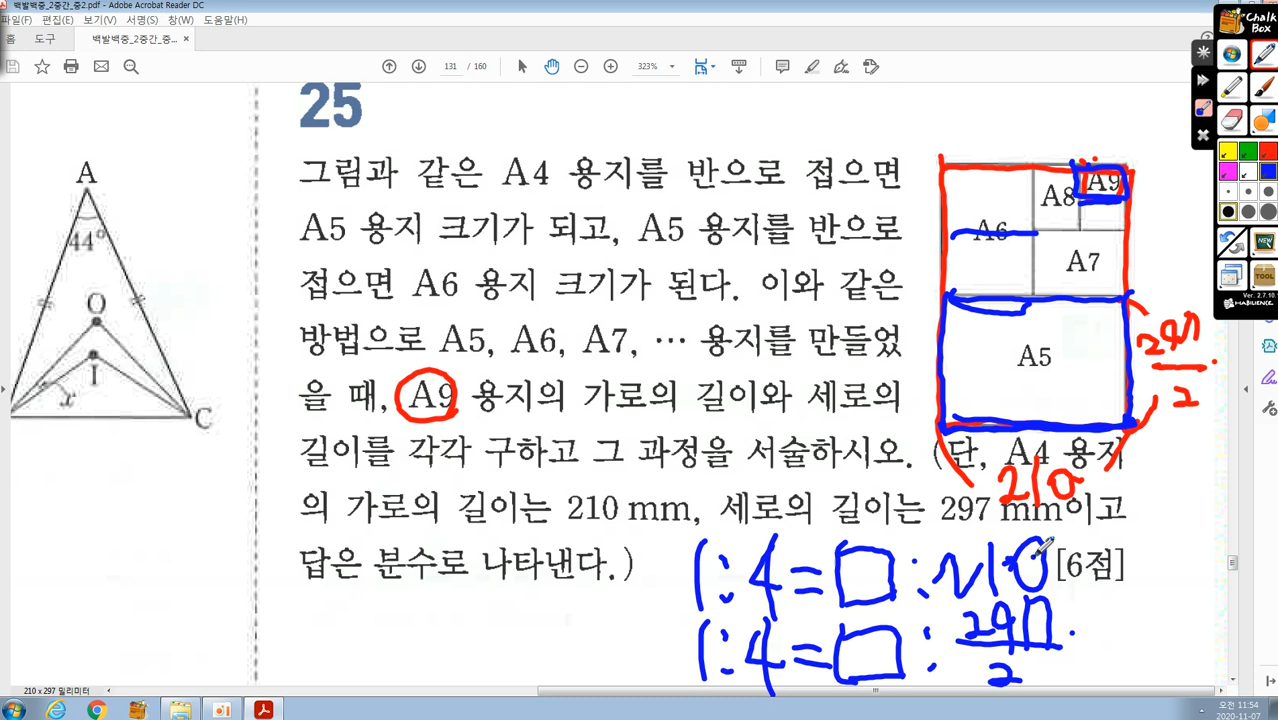 백발백중_2중간_중2.pdf - Adobe Acrobat Reader DC
파일(F) 편집(E) 보기(V) 서명(S) 창(W) 도움말(H)
홈 도구 백발백중_2중간_중... ×
131 / 160 323%
25
그림과 같은 A4 용지를 반으로 접으면
A5 용지 크기가 되고, A5 용지를 반으로
접으면 A6 용지 크기가 된다. 이와 같은
방법으로 A5, A6, A7, … 용지를 만들었
을 때, A9 용지의 가로의 길이와 세로의
길이를 각각 구하고 그 과정을 서술하시오. (단, A4 용지
의 가로의 길이는 210 mm, 세로의 길이는 297 mm이고
답은 분수로 나타낸다.) [6점]
A
44°
O
I
x
C
A9
A8
A6
A7
A5
297
2
210
1:4=□:210
1:4=□:297
2
Chalk
Box
NEW
TOOL
Ver. 2.7.10.
HABILIENCE
210 x 297 밀리미터
오전 11:54
2020-11-07